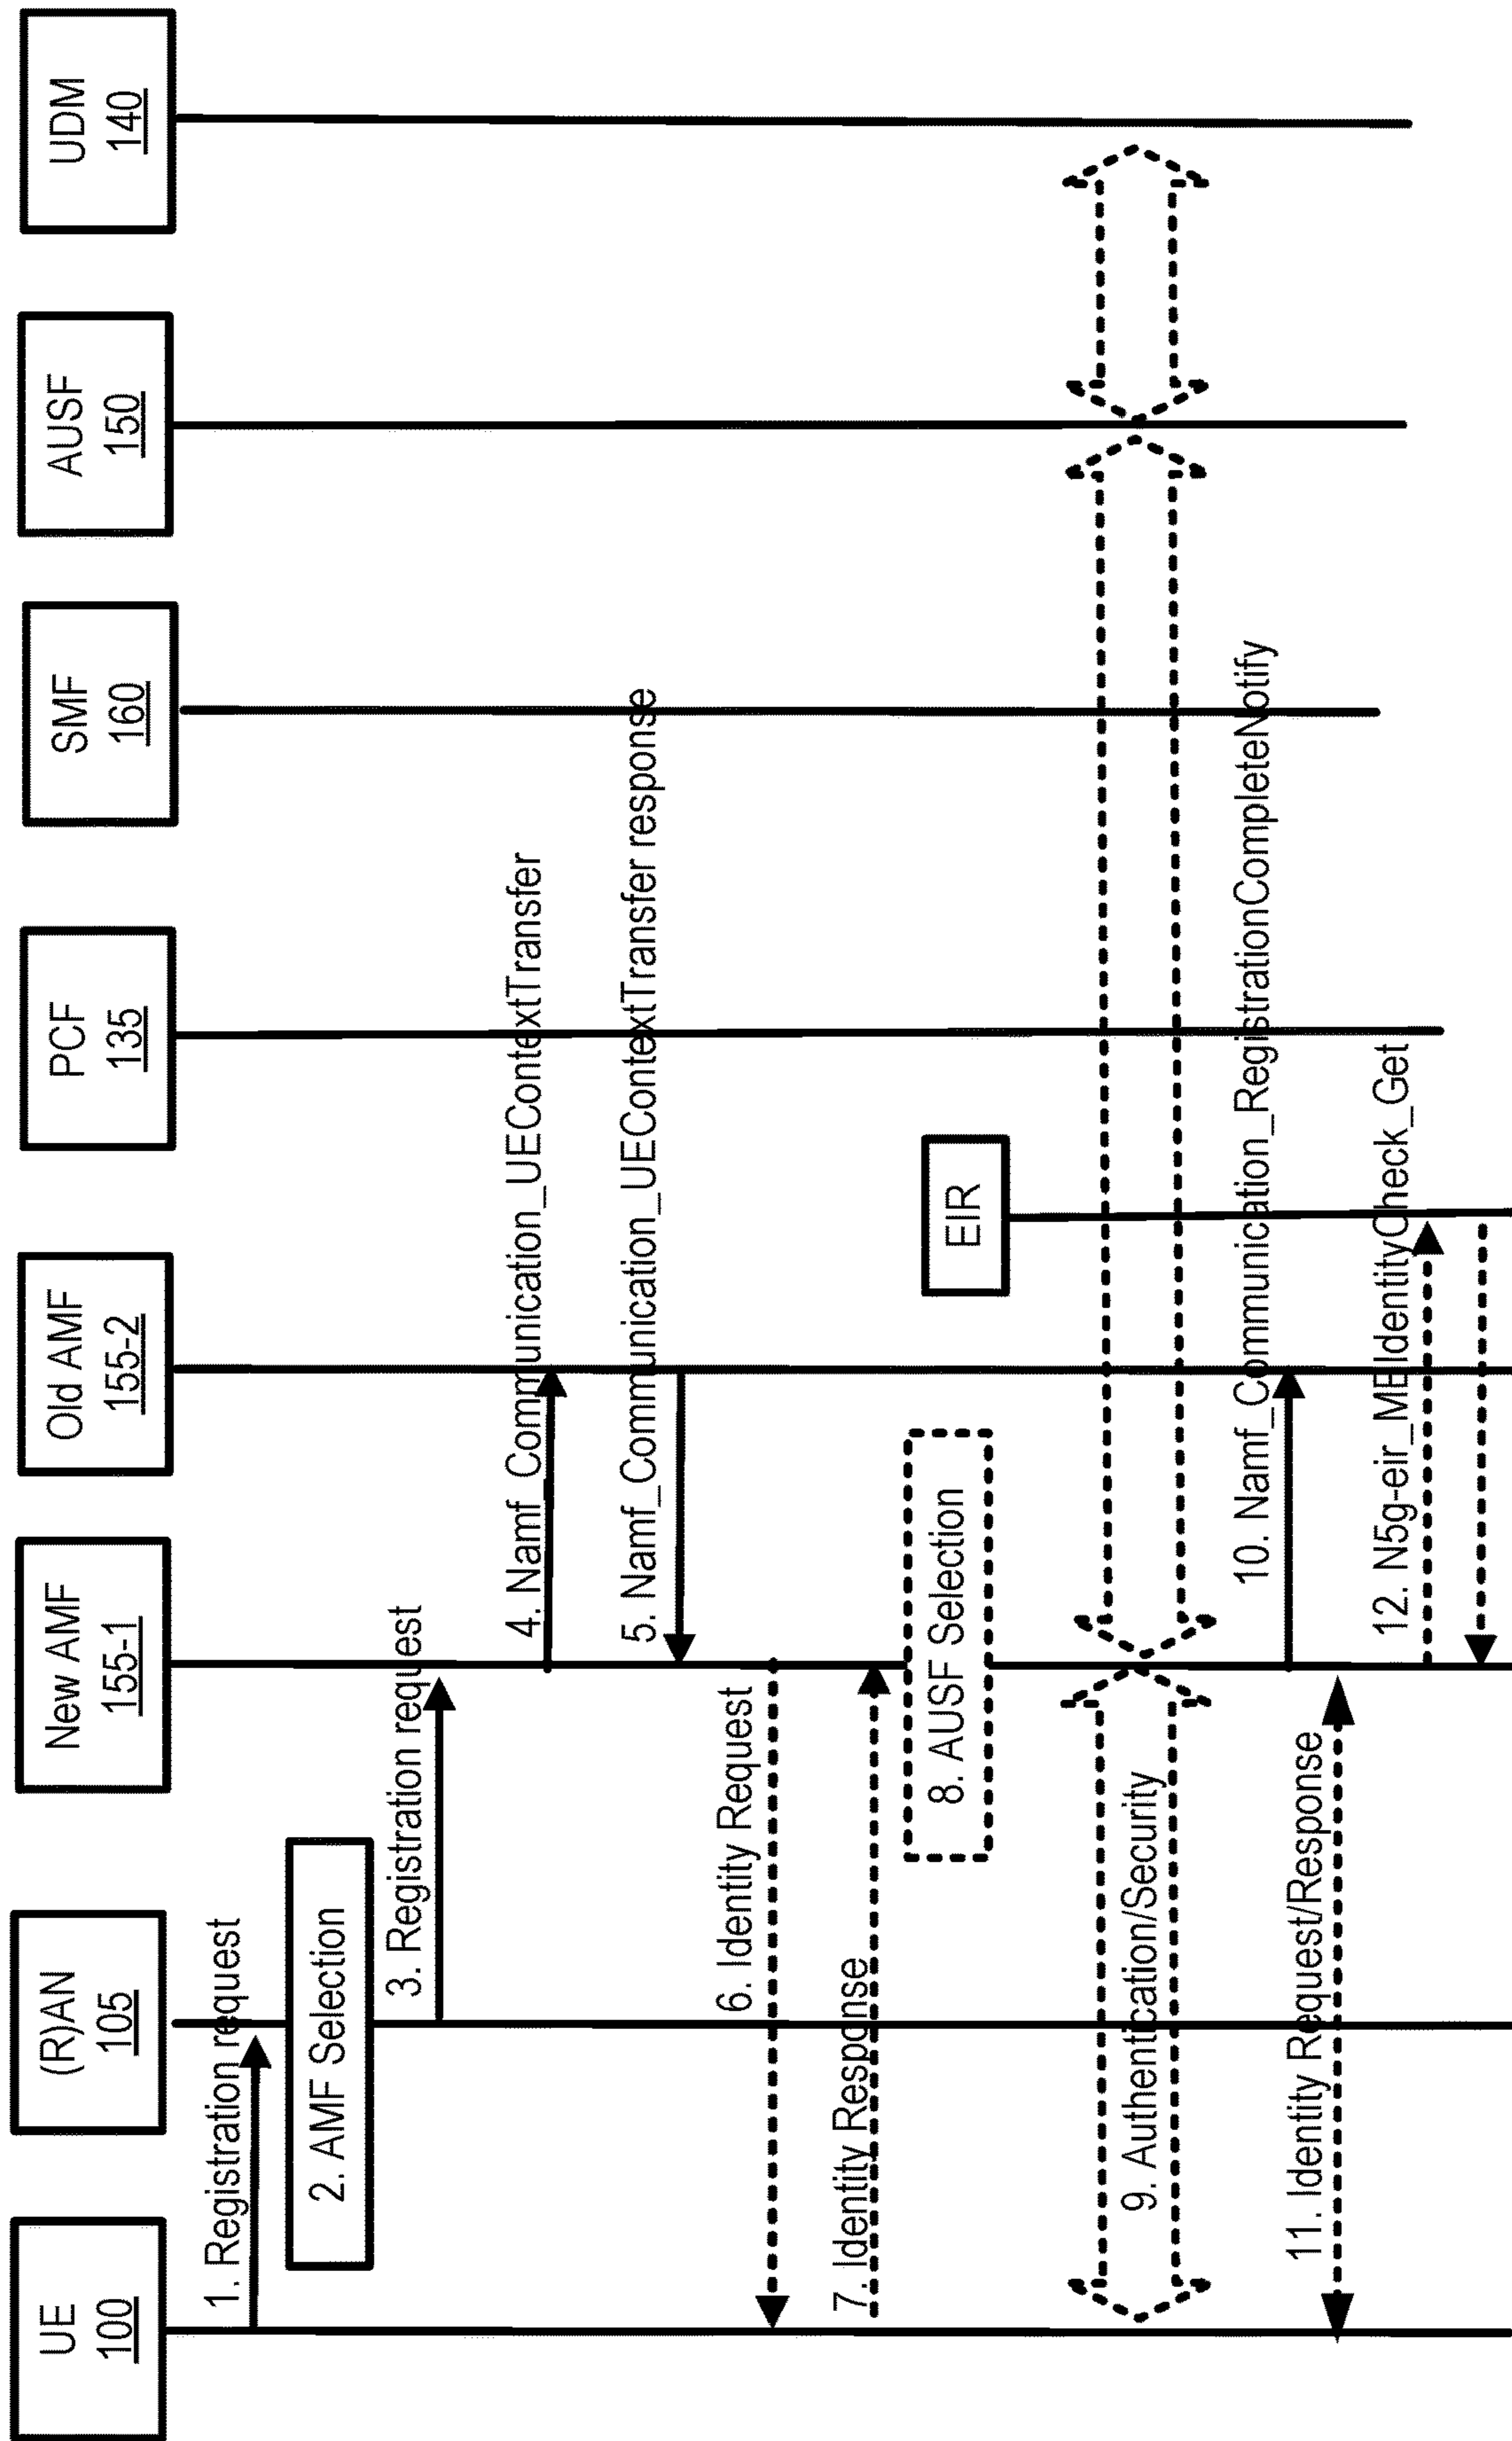 UE
100
(R)AN
105
New AMF
155-1
Old AMF
155-2
PCF
135
SMF
160
AUSF
150
UDM
140
1. Registration request
2. AMF Selection
3. Registration request
4. Namf_Communication_UEContextTransfer
5. Namf_Communication_UEContextTransfer response
6. Identity Request
7. Identity Response
8. AUSF Selection
EIR
9. Authentication/Security
10. Namf_Communication_RegistrationCompleteNotify
11. Identity Request/Response
12. N5g-eir_MEIdentityCheck_Get